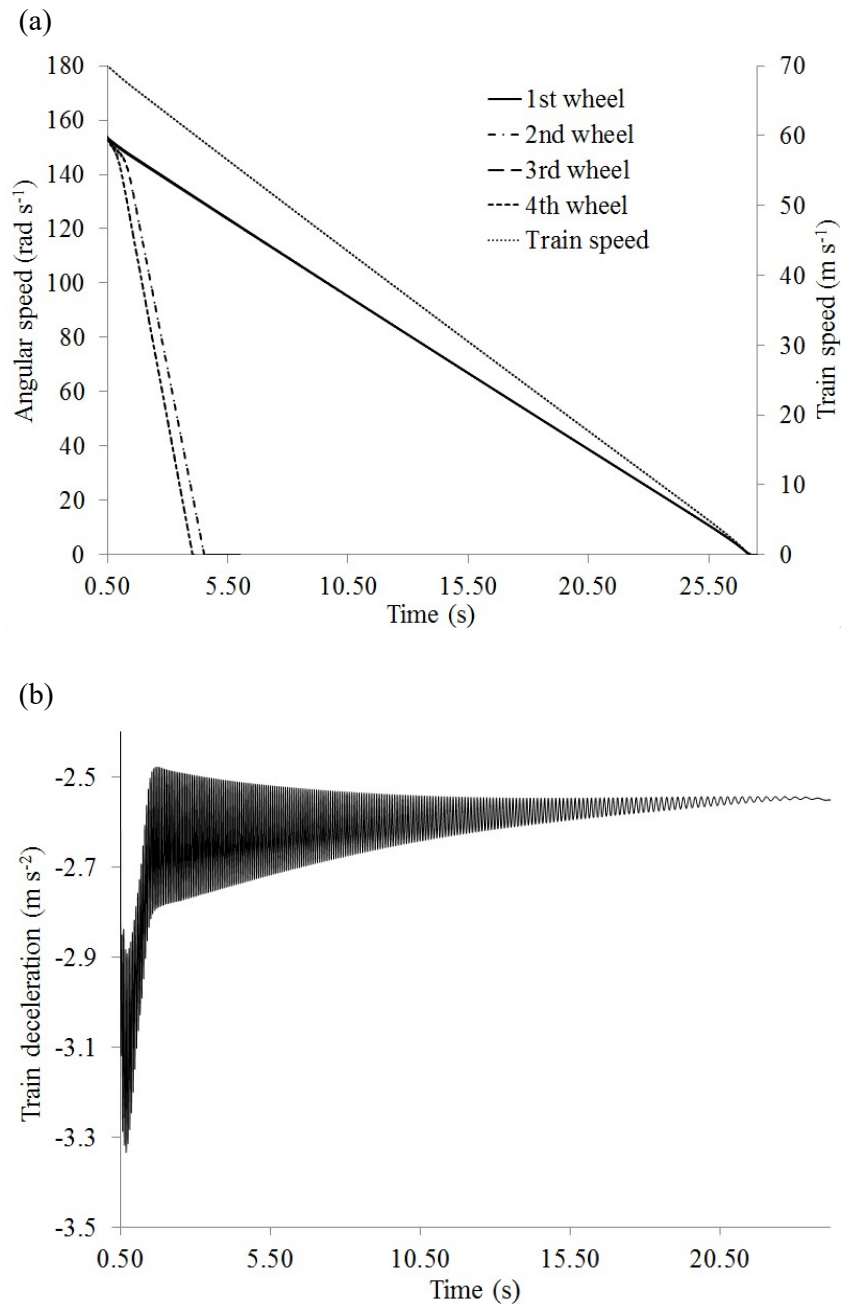 (a)
180
160
140
120
100
80
60
40
20
0
Angular speed (rad s⁻¹)
0.50
5.50
10.50
15.50
20.50
25.50
Time (s)
70
60
50
40
30
20
10
0
Train speed (m s⁻¹)
1st wheel
2nd wheel
3rd wheel
4th wheel
Train speed
(b)
-2.5
-2.7
-2.9
-3.1
-3.3
-3.5
Train deceleration (m s⁻²)
0.50
5.50
10.50
15.50
20.50
Time (s)